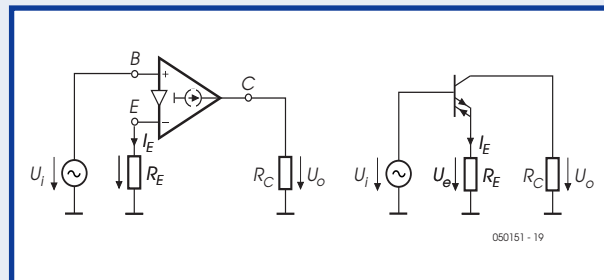 B
+
C
E
−
I_E
U_i
R_E
R_C
U_o
I_E
U_i
U_e
R_E
R_C
U_o
050151 - 19